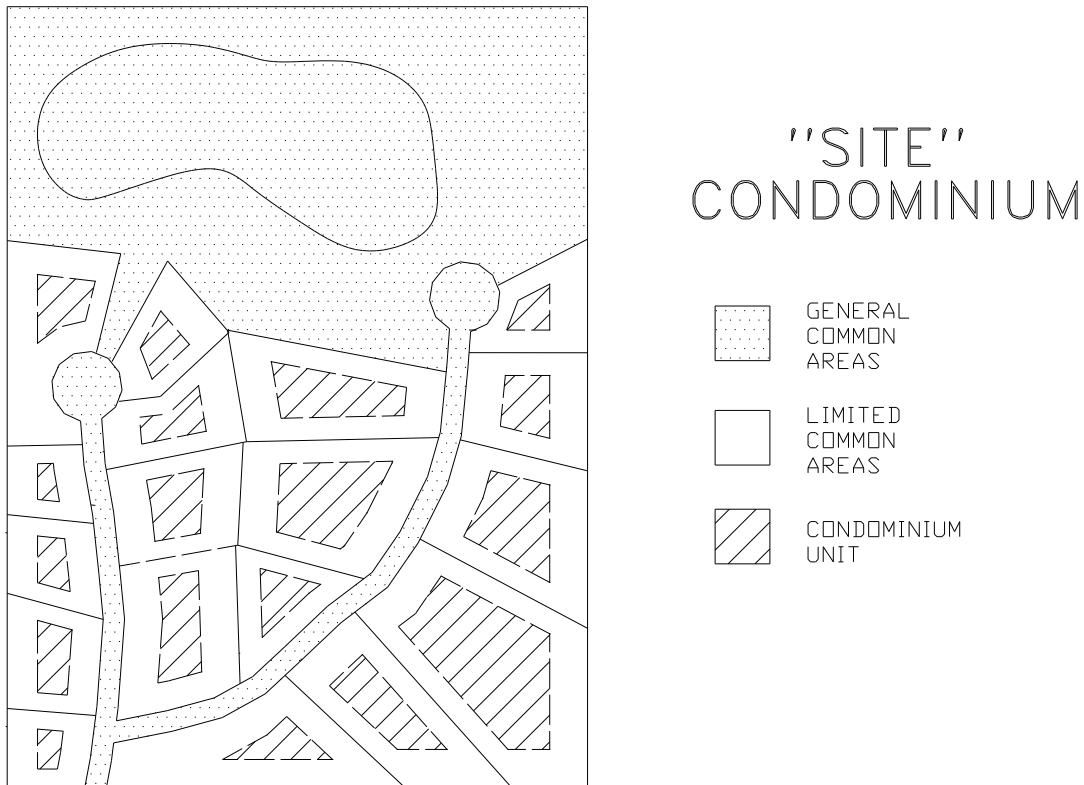 "SITE"
CONDOMINIUM
GENERAL
COMMON
AREAS
LIMITED
COMMON
AREAS
CONDOMINIUM
UNIT